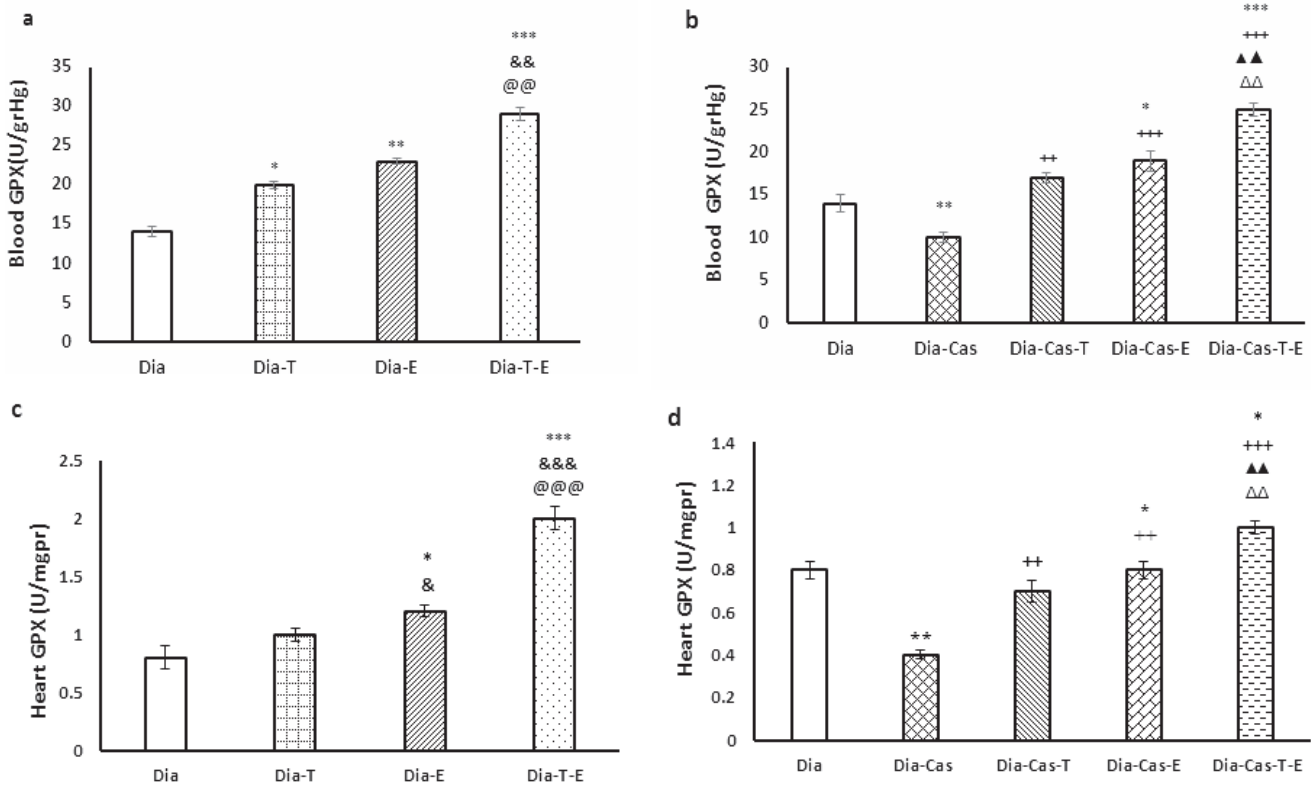 a
***
&&
@@
**
*
Blood GPX(U/grHg)
35
30
25
20
15
10
5
0
Dia
Dia-T
Dia-E
Dia-T-E
b
***
+++
▲▲
ΔΔ
*
+++
++
**
Blood GPX (U/grHg)
30
25
20
15
10
5
0
Dia
Dia-Cas
Dia-Cas-T
Dia-Cas-E
Dia-Cas-T-E
c
***
&&&
@@@
*
&
Heart GPX (U/mgpr)
2.5
2
1.5
1
0.5
0
Dia
Dia-T
Dia-E
Dia-T-E
d
*
+++
▲▲
ΔΔ
*
++
++
**
Heart GPX (U/mgpr)
1.4
1.2
1
0.8
0.6
0.4
0.2
0
Dia
Dia-Cas
Dia-Cas-T
Dia-Cas-E
Dia-Cas-T-E